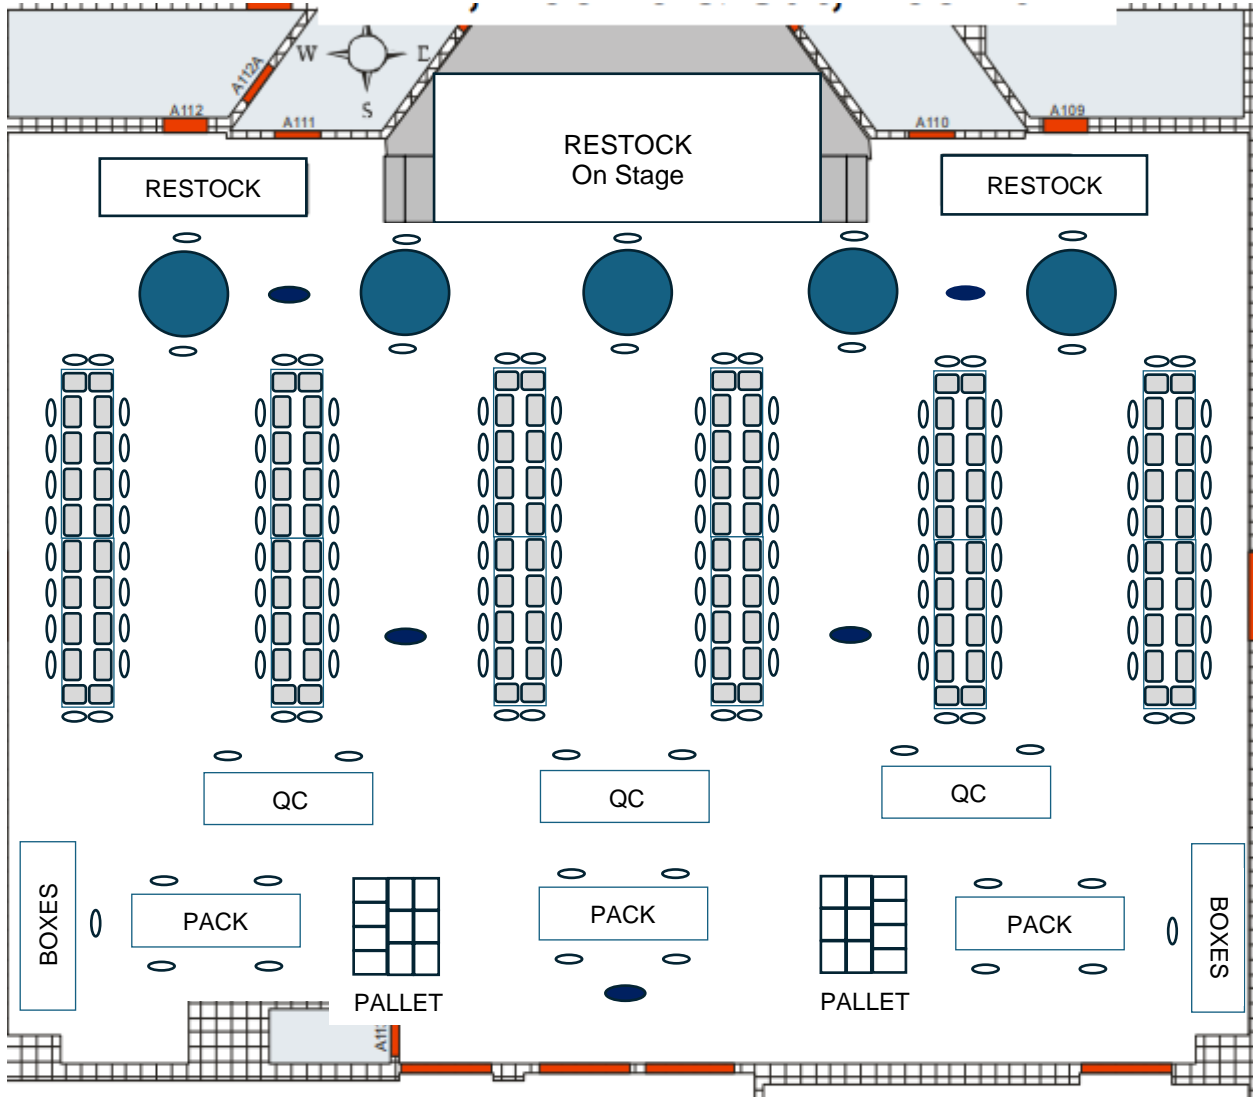 W
E
S
A112A
A112
A111
A110
A109
RESTOCK
RESTOCK
On Stage
RESTOCK
QC
QC
QC
BOXES
PACK
PACK
PACK
BOXES
PALLET
PALLET